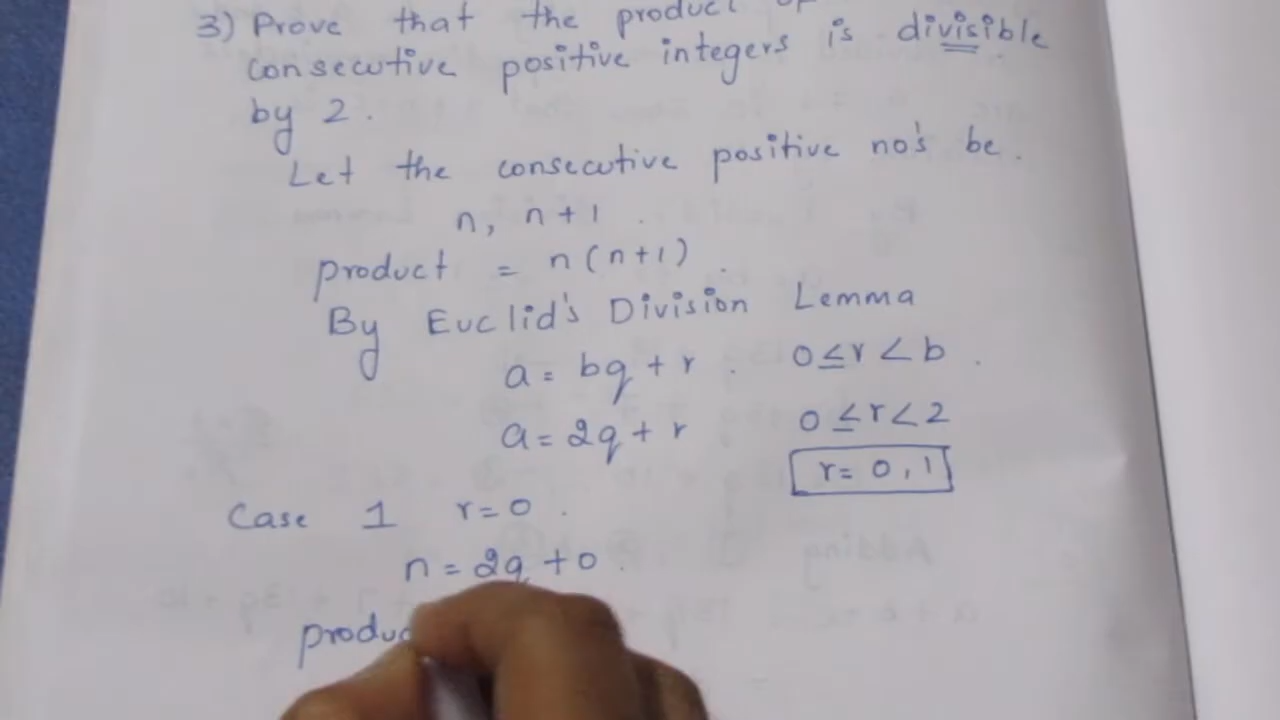 3) Prove that the product of
consecutive positive integers is divisible
by 2.
Let the consecutive positive no's be.
n, n+1.
product = n(n+1).
By Euclid's Division Lemma
a = bq + r. 0≤r<b.
a = 2q + r 0≤r<2
r= 0, 1
Case 1 r=0.
n = 2q + 0.